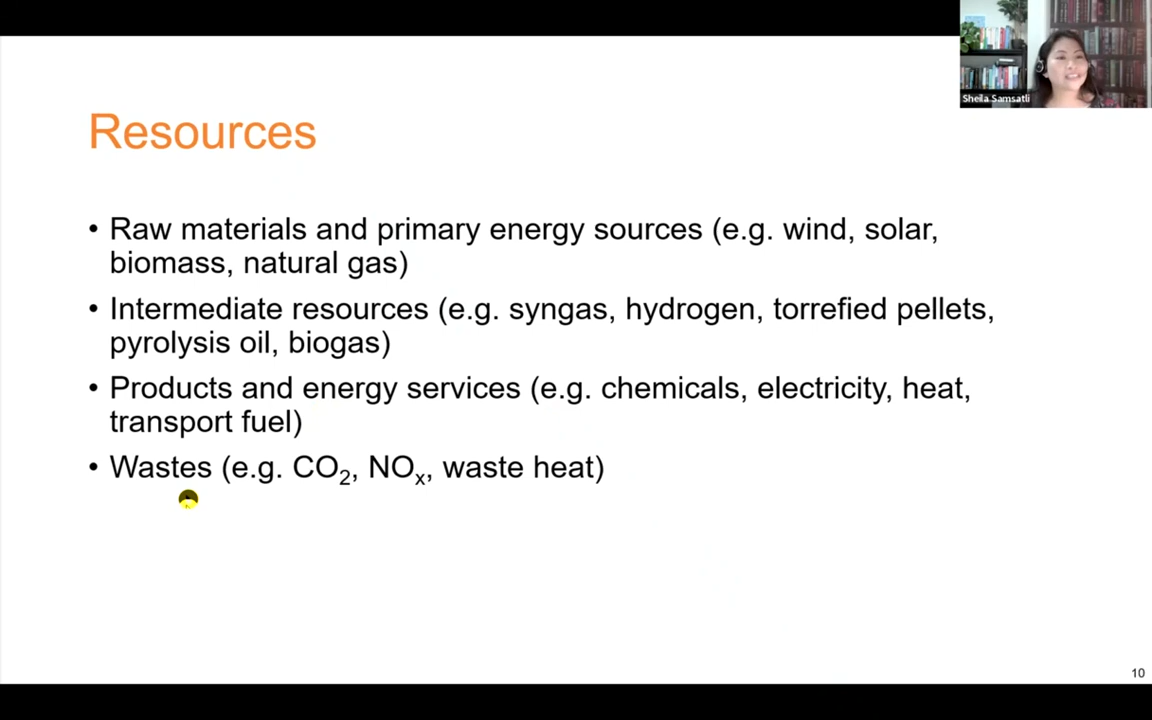 Sheila Samsatli
Resources
• Raw materials and primary energy sources (e.g. wind, solar,
biomass, natural gas)
• Intermediate resources (e.g. syngas, hydrogen, torrefied pellets,
pyrolysis oil, biogas)
• Products and energy services (e.g. chemicals, electricity, heat,
transport fuel)
• Wastes (e.g. CO₂, NOₓ, waste heat)
10